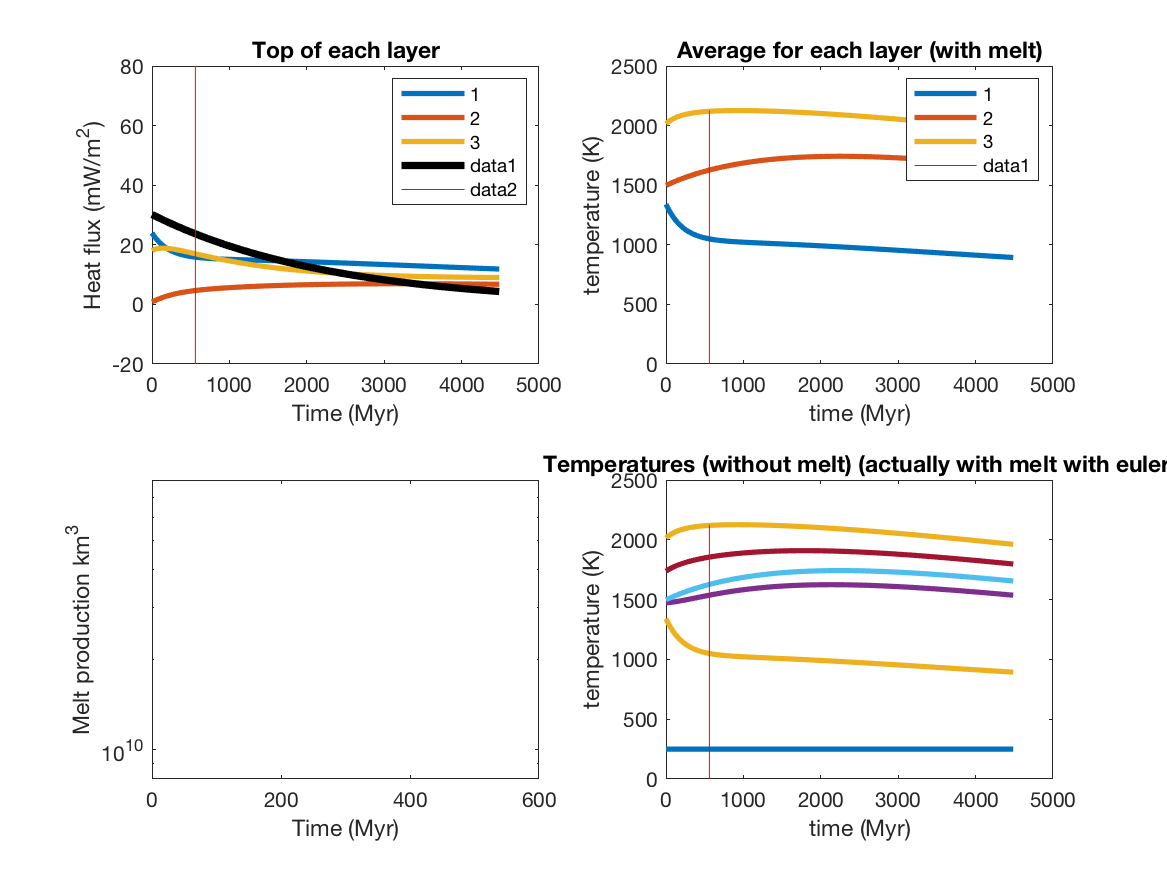 Top of each layer
80
60
40
20
0
-20
Heat flux (mW/m2)
0 1000 2000 3000 4000 5000
Time (Myr)
1
2
3
data1
data2
Average for each layer (with melt)
2500
2000
1500
1000
500
0
temperature (K)
0 1000 2000 3000 4000 5000
time (Myr)
1
2
3
data1
Melt production km3
1010
0 200 400 600
Time (Myr)
Temperatures (without melt) (actually with melt with euler
2500
2000
1500
1000
500
0
temperature (K)
0 1000 2000 3000 4000 5000
time (Myr)